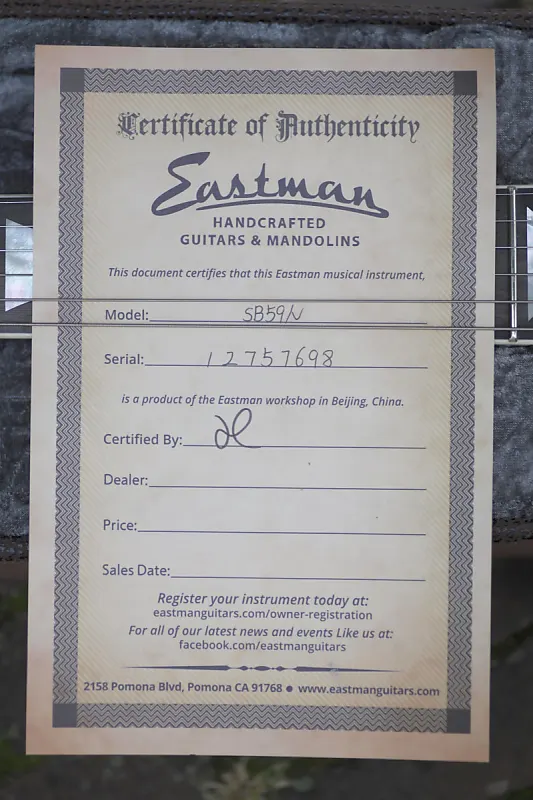 Certificate of Authenticity
Eastman
HANDCRAFTED
GUITARS & MANDOLINS
This document certifies that this Eastman musical instrument,
Model: SB59/v
Serial: 12757698
is a product of the Eastman workshop in Beijing, China.
Certified By:
Dealer:
Price:
Sales Date:
Register your instrument today at:
eastmanguitars.com/owner-registration
For all of our latest news and events Like us at:
facebook.com/eastmanguitars
2158 Pomona Blvd, Pomona CA 91768 ● www.eastmanguitars.com